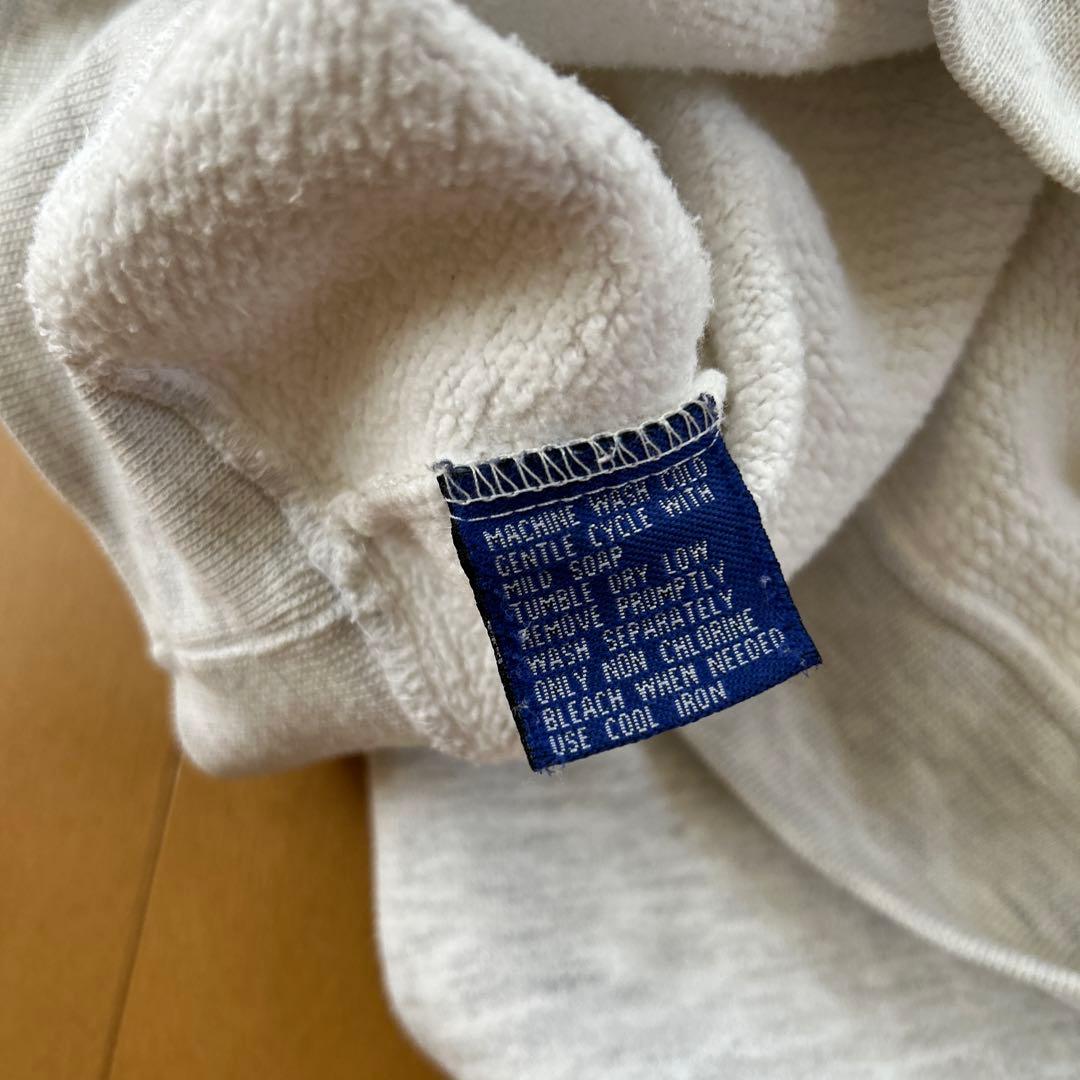 MACHINE WASH COLD
GENTLE CYCLE WITH
MILD SOAP
TUMBLE DRY LOW
REMOVE PROMPTLY
WASH SEPARATELY
ONLY NON CHLORINE
BLEACH WHEN NEEDED
USE COOL IRON